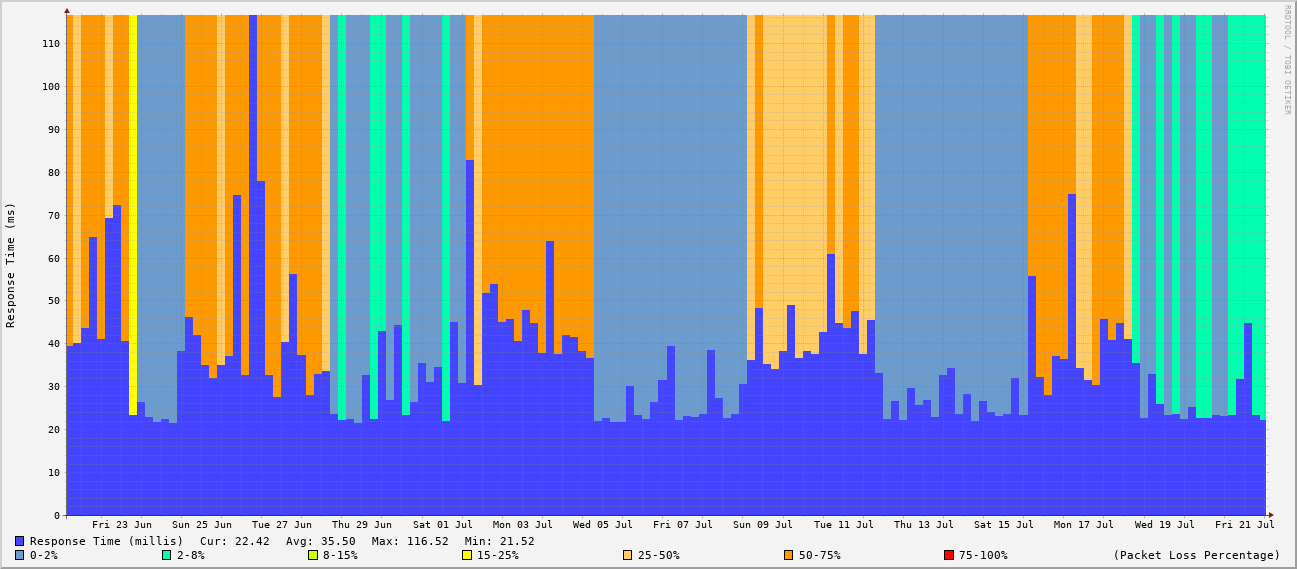 RRDTOOL / TOBI OETIKER
Response Time (ms)
110
100
90
80
70
60
50
40
30
20
10
0
Fri 23 Jun Sun 25 Jun Tue 27 Jun Thu 29 Jun Sat 01 Jul Mon 03 Jul Wed 05 Jul Fri 07 Jul Sun 09 Jul Tue 11 Jul Thu 13 Jul Sat 15 Jul Mon 17 Jul Wed 19 Jul Fri 21 Jul
Response Time (millis) Cur: 22.42 Avg: 35.50 Max: 116.52 Min: 21.52
0-2% 2-8% 8-15% 15-25% 25-50% 50-75% 75-100% (Packet Loss Percentage)